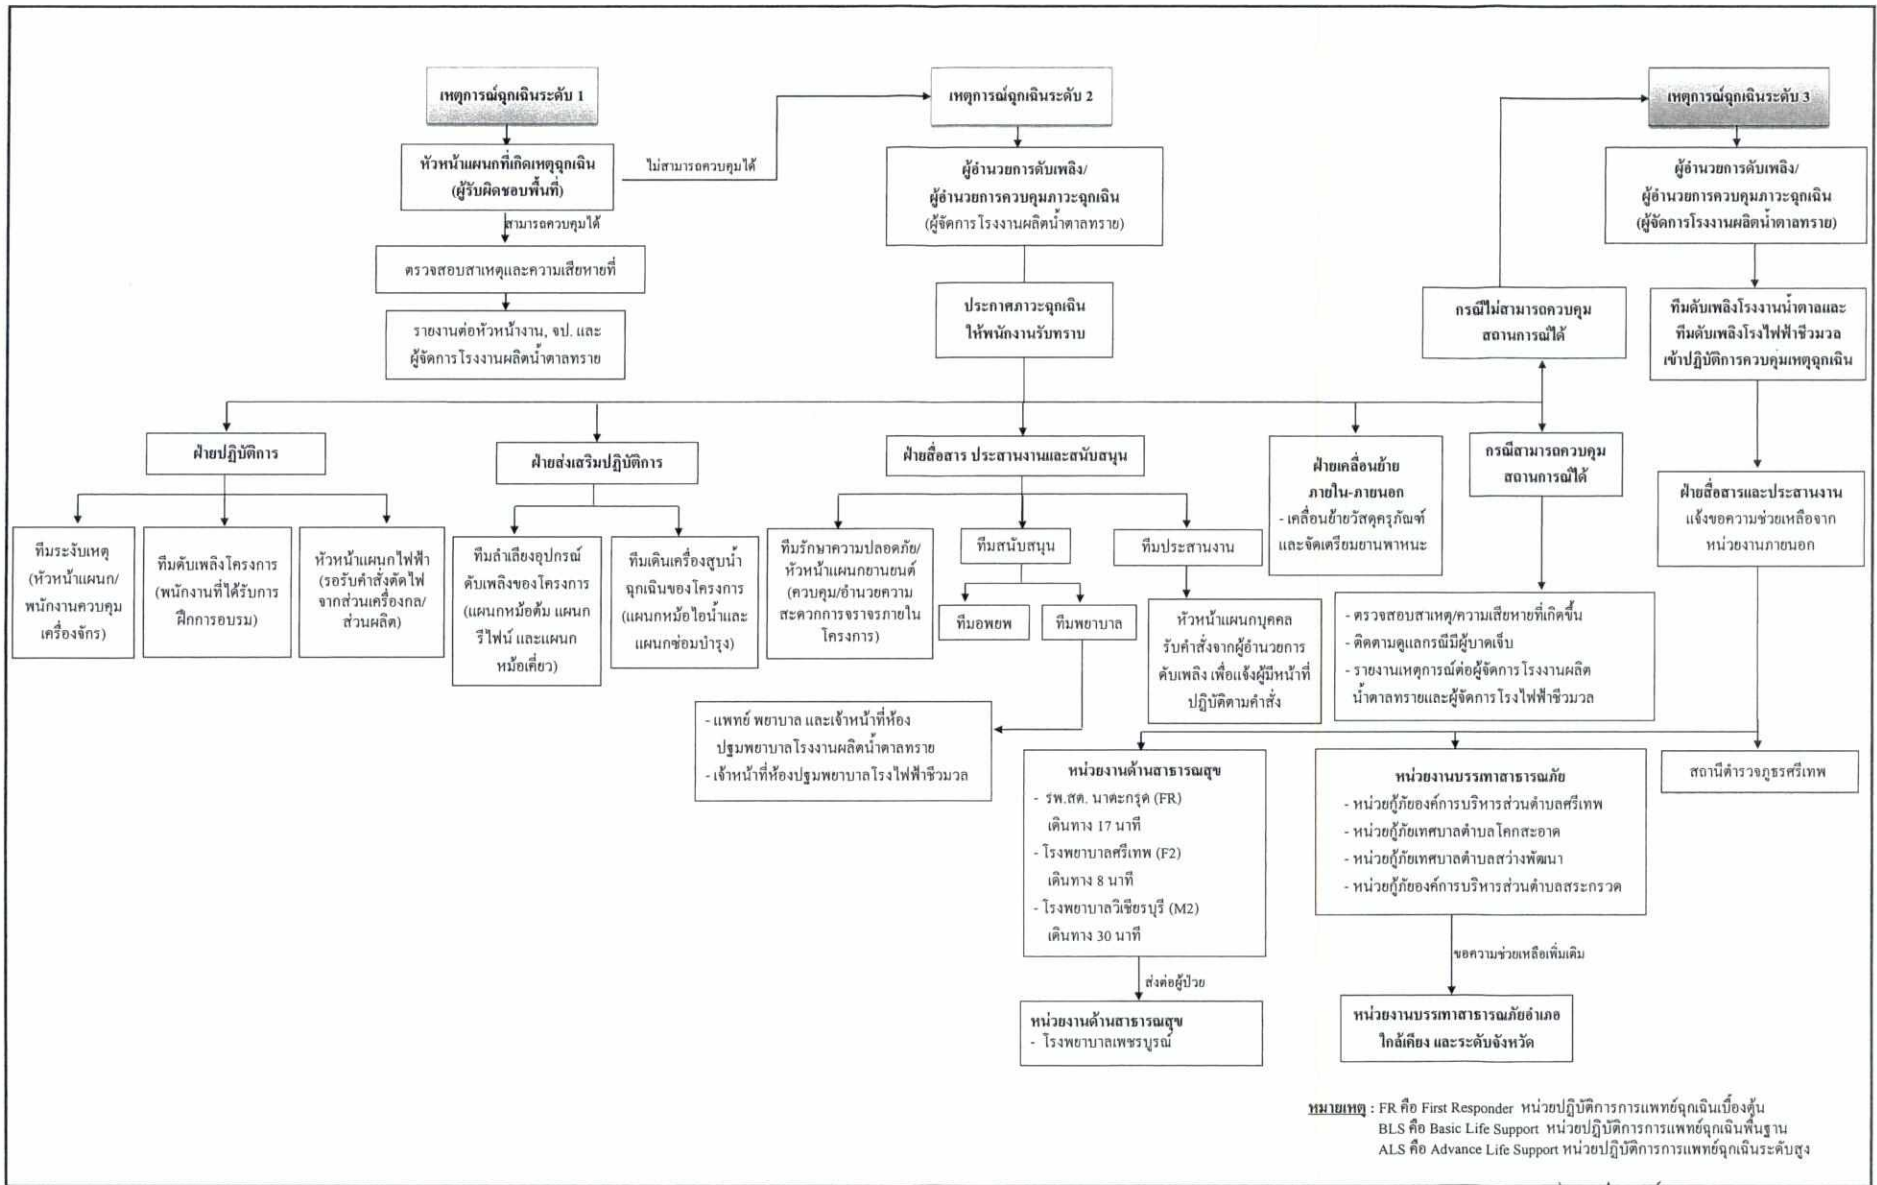 เหตุการณ์ฉุกเฉินระดับ 1
หัวหน้าแผนกที่เกิดเหตุฉุกเฉิน
(ผู้รับผิดชอบพื้นที่)
ไม่สามารถควบคุมได้
สามารถควบคุมได้
ตรวจสอบสาเหตุและความเสียหายที่
รายงานต่อหัวหน้างาน, จป. และ
ผู้จัดการโรงงานผลิตน้ำตาลทราย
เหตุการณ์ฉุกเฉินระดับ 2
ผู้อำนวยการดับเพลิง/
ผู้อำนวยการควบคุมภาวะฉุกเฉิน
(ผู้จัดการโรงงานผลิตน้ำตาลทราย)
ประกาศภาวะฉุกเฉิน
ให้พนักงานรับทราบ
กรณีไม่สามารถควบคุม
สถานการณ์ได้
เหตุการณ์ฉุกเฉินระดับ 3
ผู้อำนวยการดับเพลิง/
ผู้อำนวยการควบคุมภาวะฉุกเฉิน
(ผู้จัดการโรงงานผลิตน้ำตาลทราย)
ทีมดับเพลิงโรงงานน้ำตาลและ
ทีมดับเพลิงโรงไฟฟ้าชีวมวล
เข้าปฏิบัติการควบคุมเหตุฉุกเฉิน
ฝ่ายปฏิบัติการ
ทีมระงับเหตุ
(หัวหน้าแผนก/
พนักงานควบคุม
เครื่องจักร)
ทีมดับเพลิงโครงการ
(พนักงานที่ได้รับการ
ฝึกการอบรม)
หัวหน้าแผนกไฟฟ้า
(รอรับคำสั่งตัดไฟ
จากส่วนเครื่องกล/
ส่วนผลิต)
ฝ่ายส่งเสริมปฏิบัติการ
ทีมลำเลียงอุปกรณ์
ดับเพลิงของโครงการ
(แผนกหม้อต้ม แผนก
รีไฟน์ และแผนก
หม้อเคี่ยว)
ทีมเดินเครื่องสูบน้ำ
ฉุกเฉินของโครงการ
(แผนกหม้อไอน้ำและ
แผนกซ่อมบำรุง)
ฝ่ายสื่อสาร ประสานงานและสนับสนุน
ทีมรักษาความปลอดภัย/
หัวหน้าแผนกยานยนต์
(ควบคุม/อำนวยความ
สะดวกการจราจรภายใน
โครงการ)
ทีมสนับสนุน
ทีมอพยพ
ทีมพยาบาล
ทีมประสานงาน
หัวหน้าแผนกบุคคล
รับคำสั่งจากผู้อำนวยการ
ดับเพลิง เพื่อแจ้งผู้มีหน้าที่
ปฏิบัติตามคำสั่ง
- แพทย์ พยาบาล และเจ้าหน้าที่ห้อง
ปฐมพยาบาลโรงงานผลิตน้ำตาลทราย
- เจ้าหน้าที่ห้องปฐมพยาบาลโรงไฟฟ้าชีวมวล
ฝ่ายเคลื่อนย้าย
ภายใน-ภายนอก
- เคลื่อนย้ายวัสดุครุภัณฑ์
และจัดเตรียมยานพาหนะ
กรณีสามารถควบคุม
สถานการณ์ได้
- ตรวจสอบสาเหตุ/ความเสียหายที่เกิดขึ้น
- ติดตามดูแลกรณีมีผู้บาดเจ็บ
- รายงานเหตุการณ์ต่อผู้จัดการโรงงานผลิต
น้ำตาลทรายและผู้จัดการโรงไฟฟ้าชีวมวล
ฝ่ายสื่อสารและประสานงาน
แจ้งขอความช่วยเหลือจาก
หน่วยงานภายนอก
หน่วยงานด้านสาธารณสุข
- รพ.สต. นาตะกรุด (FR)
เดินทาง 17 นาที
- โรงพยาบาลศรีเทพ (F2)
เดินทาง 8 นาที
- โรงพยาบาลวิเชียรบุรี (M2)
เดินทาง 30 นาที
ส่งต่อผู้ป่วย
หน่วยงานด้านสาธารณสุข
- โรงพยาบาลเพชรบูรณ์
หน่วยงานบรรเทาสาธารณภัย
- หน่วยกู้ภัยองค์การบริหารส่วนตำบลศรีเทพ
- หน่วยกู้ภัยเทศบาลตำบลโคกสะอาด
- หน่วยกู้ภัยเทศบาลตำบลสว่างพัฒนา
- หน่วยกู้ภัยองค์การบริหารส่วนตำบลสระกรวด
ขอความช่วยเหลือเพิ่มเติม
หน่วยงานบรรเทาสาธารณภัยอำเภอ
ใกล้เคียง และระดับจังหวัด
สถานีตำรวจภูธรศรีเทพ
หมายเหตุ : FR คือ First Responder หน่วยปฏิบัติการการแพทย์ฉุกเฉินเบื้องต้น
BLS คือ Basic Life Support หน่วยปฏิบัติการการแพทย์ฉุกเฉินพื้นฐาน
ALS คือ Advance Life Support หน่วยปฏิบัติการการแพทย์ฉุกเฉินระดับสูง